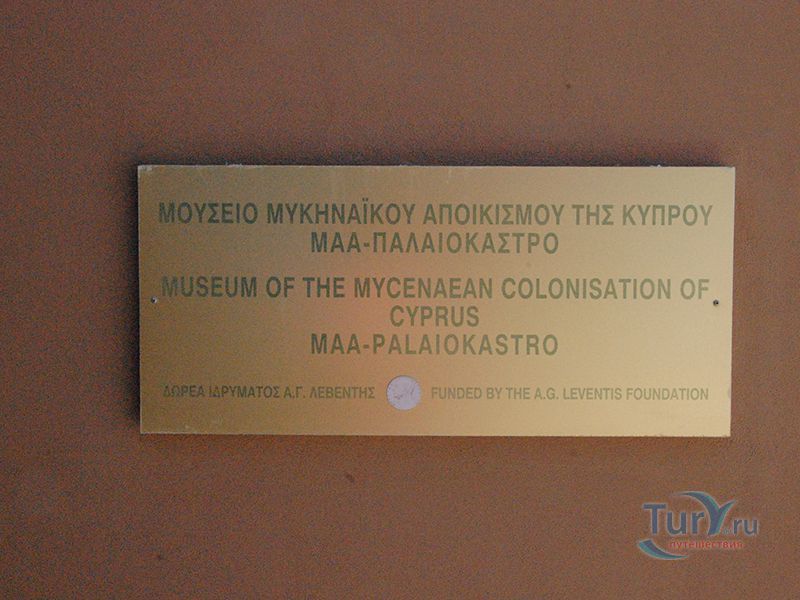 ΜΟΥΣΕΙΟ ΜΥΚΗΝΑΪΚΟΥ ΑΠΟΙΚΙΣΜΟΥ ΤΗΣ ΚΥΠΡΟΥ
ΜΑΑ-ΠΑΛΑΙΟΚΑΣΤΡΟ
MUSEUM OF THE MYCENAEAN COLONISATION OF
CYPRUS
MAA-PALAIOKASTRO
ΔΩΡΕΑ ΙΔΡΥΜΑΤΟΣ Α.Γ. ΛΕΒΕΝΤΗΣ FUNDED BY THE A.G. LEVENTIS FOUNDATION
TurY.ru
путешествия